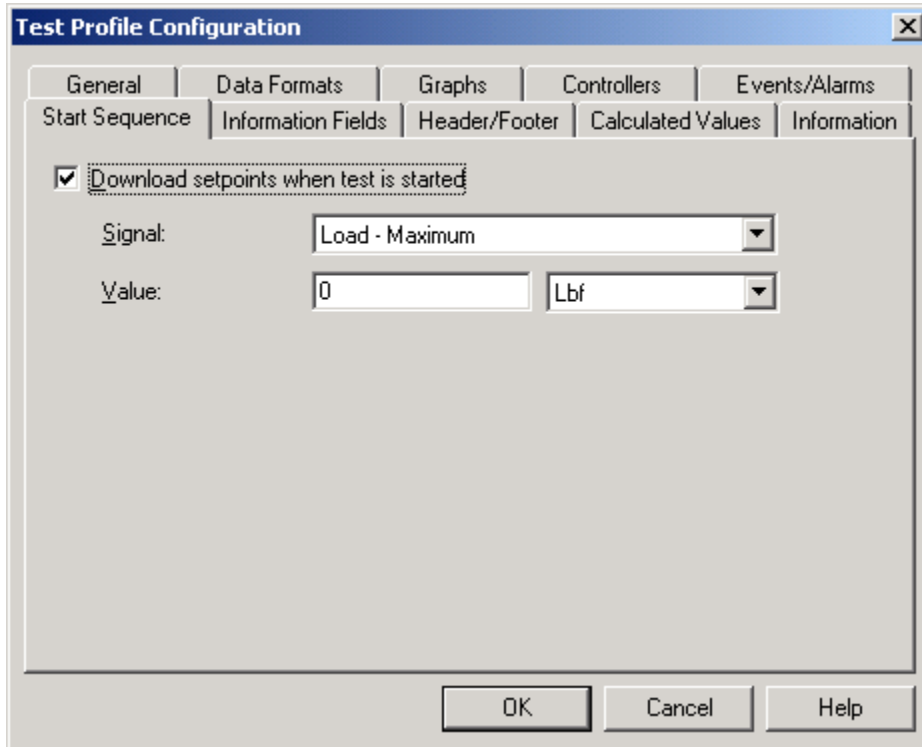 Test Profile Configuration
General Data Formats Graphs Controllers Events/Alarms
Start Sequence Information Fields Header/Footer Calculated Values Information
Download setpoints when test is started
Signal: Load - Maximum
Value: 0 Lbf
OK Cancel Help